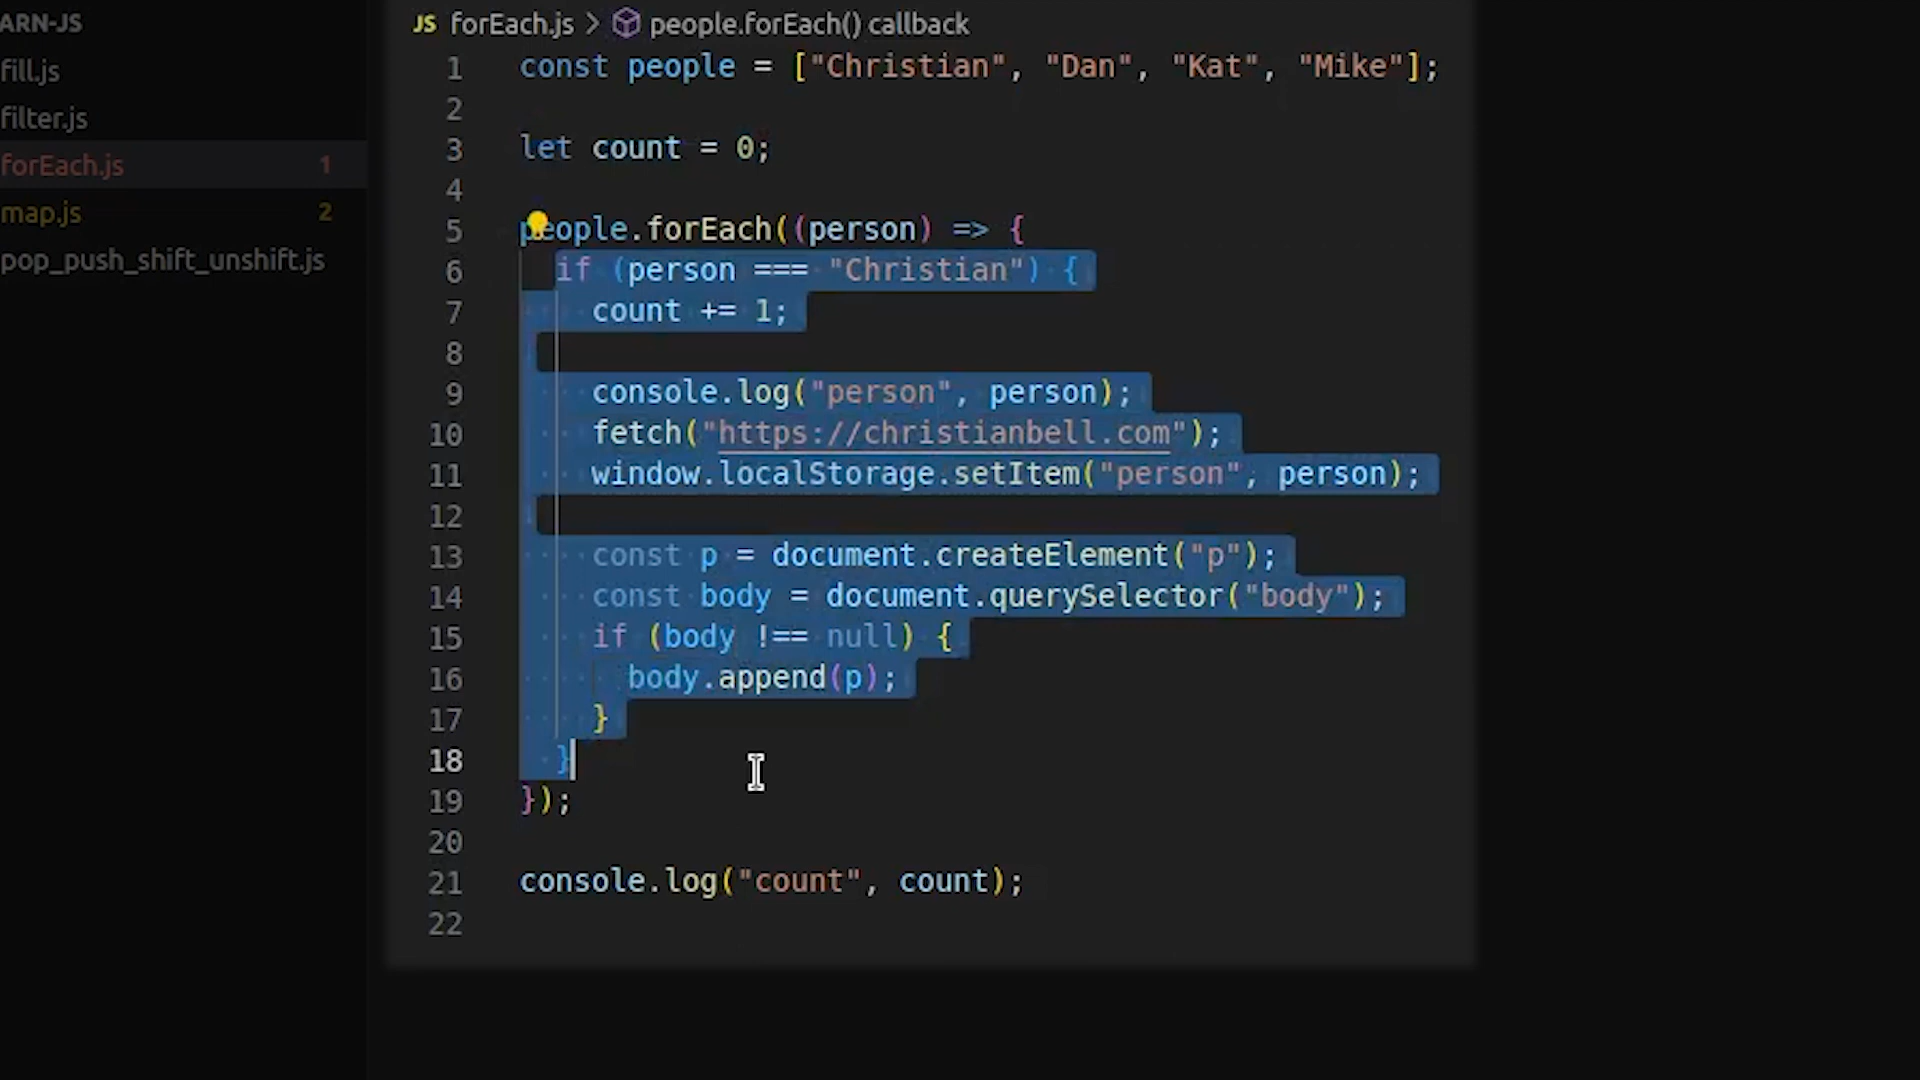 ARN-JS
fill.js
filter.js
forEach.js 1
map.js 2
pop_push_shift_unshift.js
JS forEach.js > people.forEach() callback
1 const people = ["Christian", "Dan", "Kat", "Mike"];
2
3 let count = 0;
4
5 people.forEach((person) => {
6 if (person === "Christian") {
7 count += 1;
8
9 console.log("person", person);
10 fetch("https://christianbell.com");
11 window.localStorage.setItem("person", person);
12
13 const p = document.createElement("p");
14 const body = document.querySelector("body");
15 if (body !== null) {
16 body.append(p);
17 }
18 }
19 });
20
21 console.log("count", count);
22